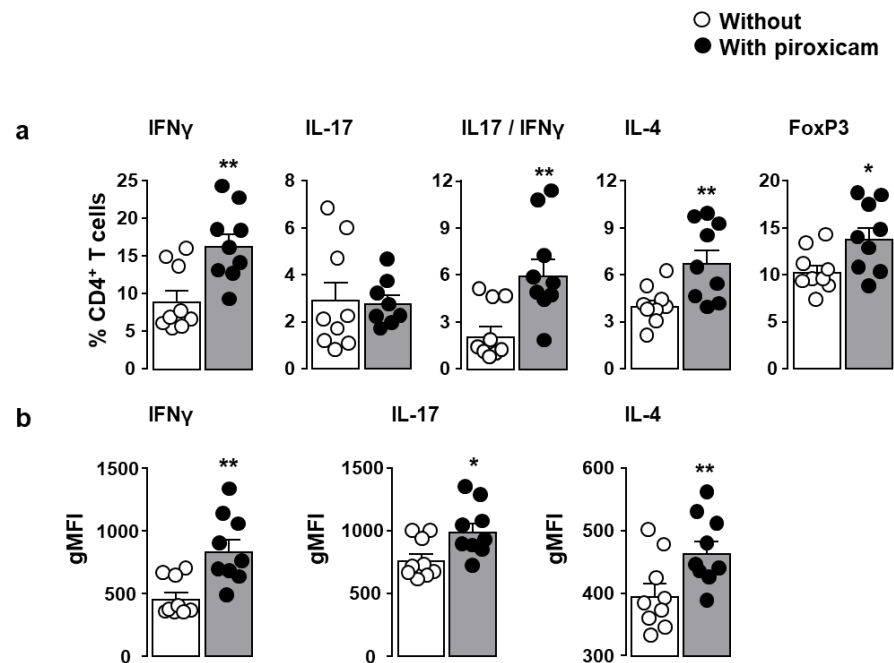 Without
With piroxicam
a
IFNγ
IL-17
IL17 / IFNγ
IL-4
FoxP3
% CD4⁺ T cells
25
20
15
10
5
0
**
8
6
4
2
0
12
9
6
3
0
**
12
9
6
3
0
**
20
15
10
5
0
*
b
IFNγ
IL-17
IL-4
gMFI
1500
1000
500
0
**
gMFI
1500
1000
500
0
*
gMFI
600
500
400
300
**